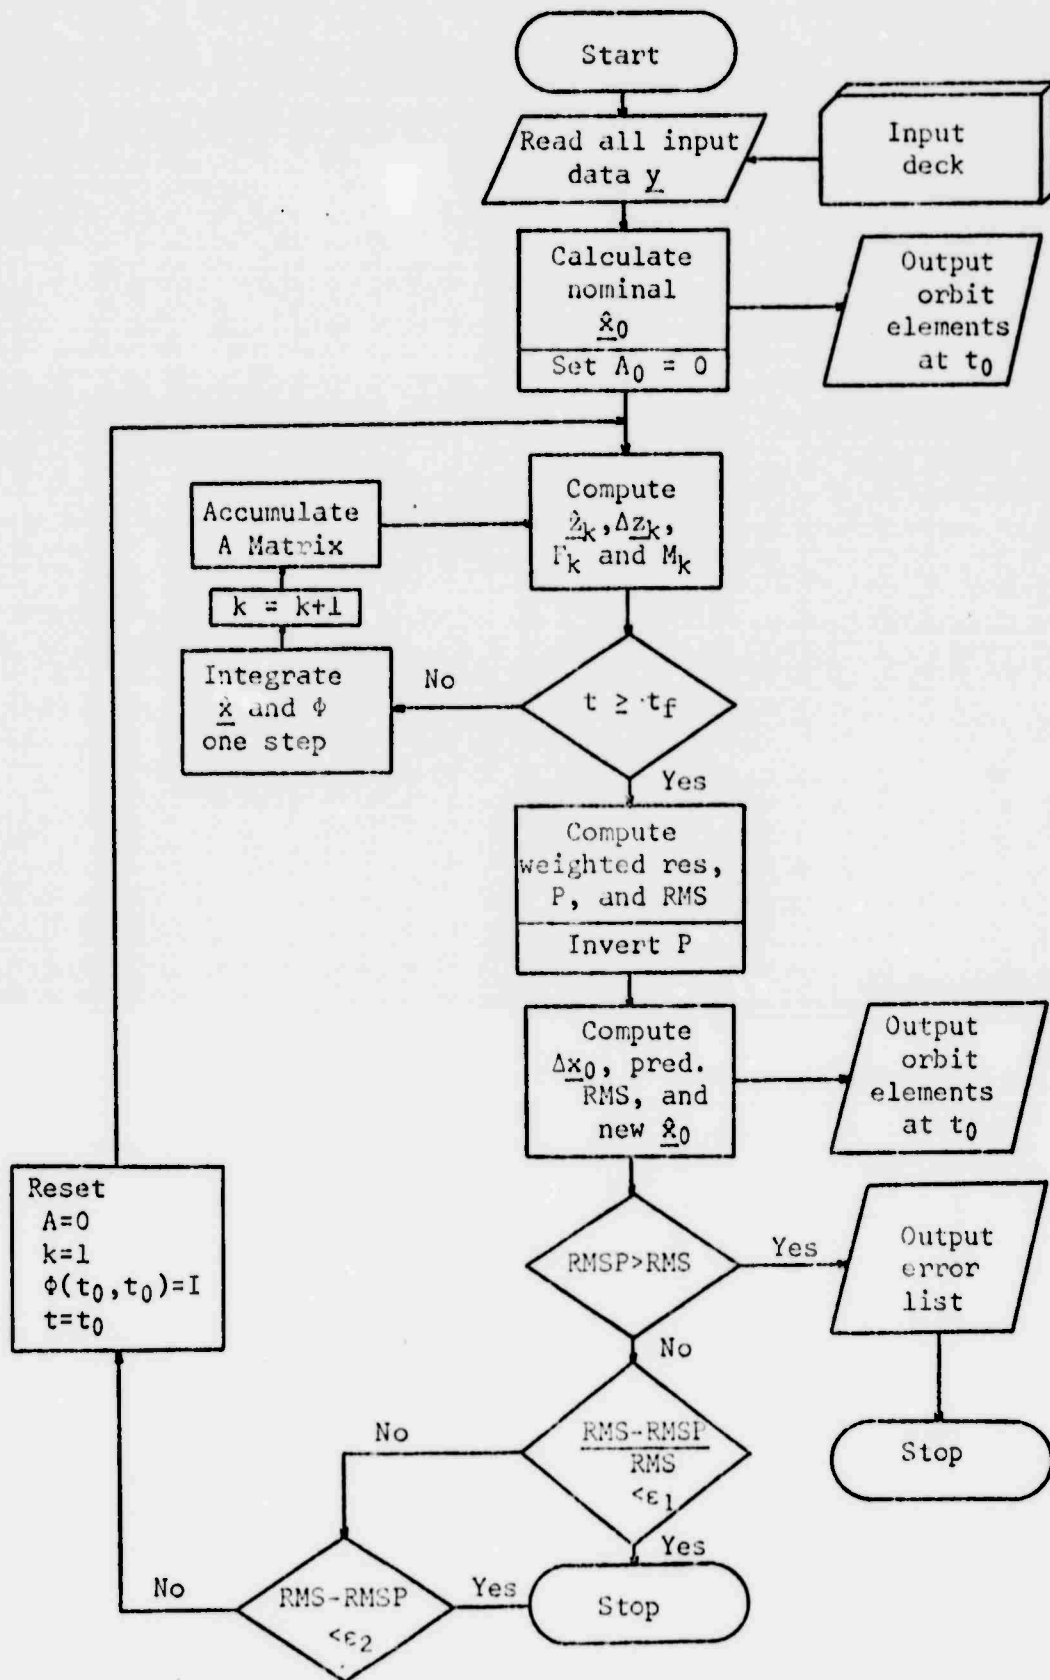 Start
Read all input
data y
Input
deck
Calculate
nominal
x̂0
Set A0 = 0
Output
orbit
elements
at t0
Compute
ẑk, Δzk,
Fk and Mk
Accumulate
A Matrix
k = k+1
Integrate
x̂ and Φ
one step
No
t ≥ tf
Yes
Compute
weighted res,
P, and RMS
Invert P
Compute
Δx0, pred.
RMS, and
new x̂0
Output
orbit
elements
at t0
Reset
A=0
k=1
Φ(t0,t0)=I
t=t0
RMSP>RMS
Yes
Output
error
list
No
Stop
No
RMS-RMSP
RMS
<ε1
Yes
No
RMS-RMSP
<ε2
Yes
Stop